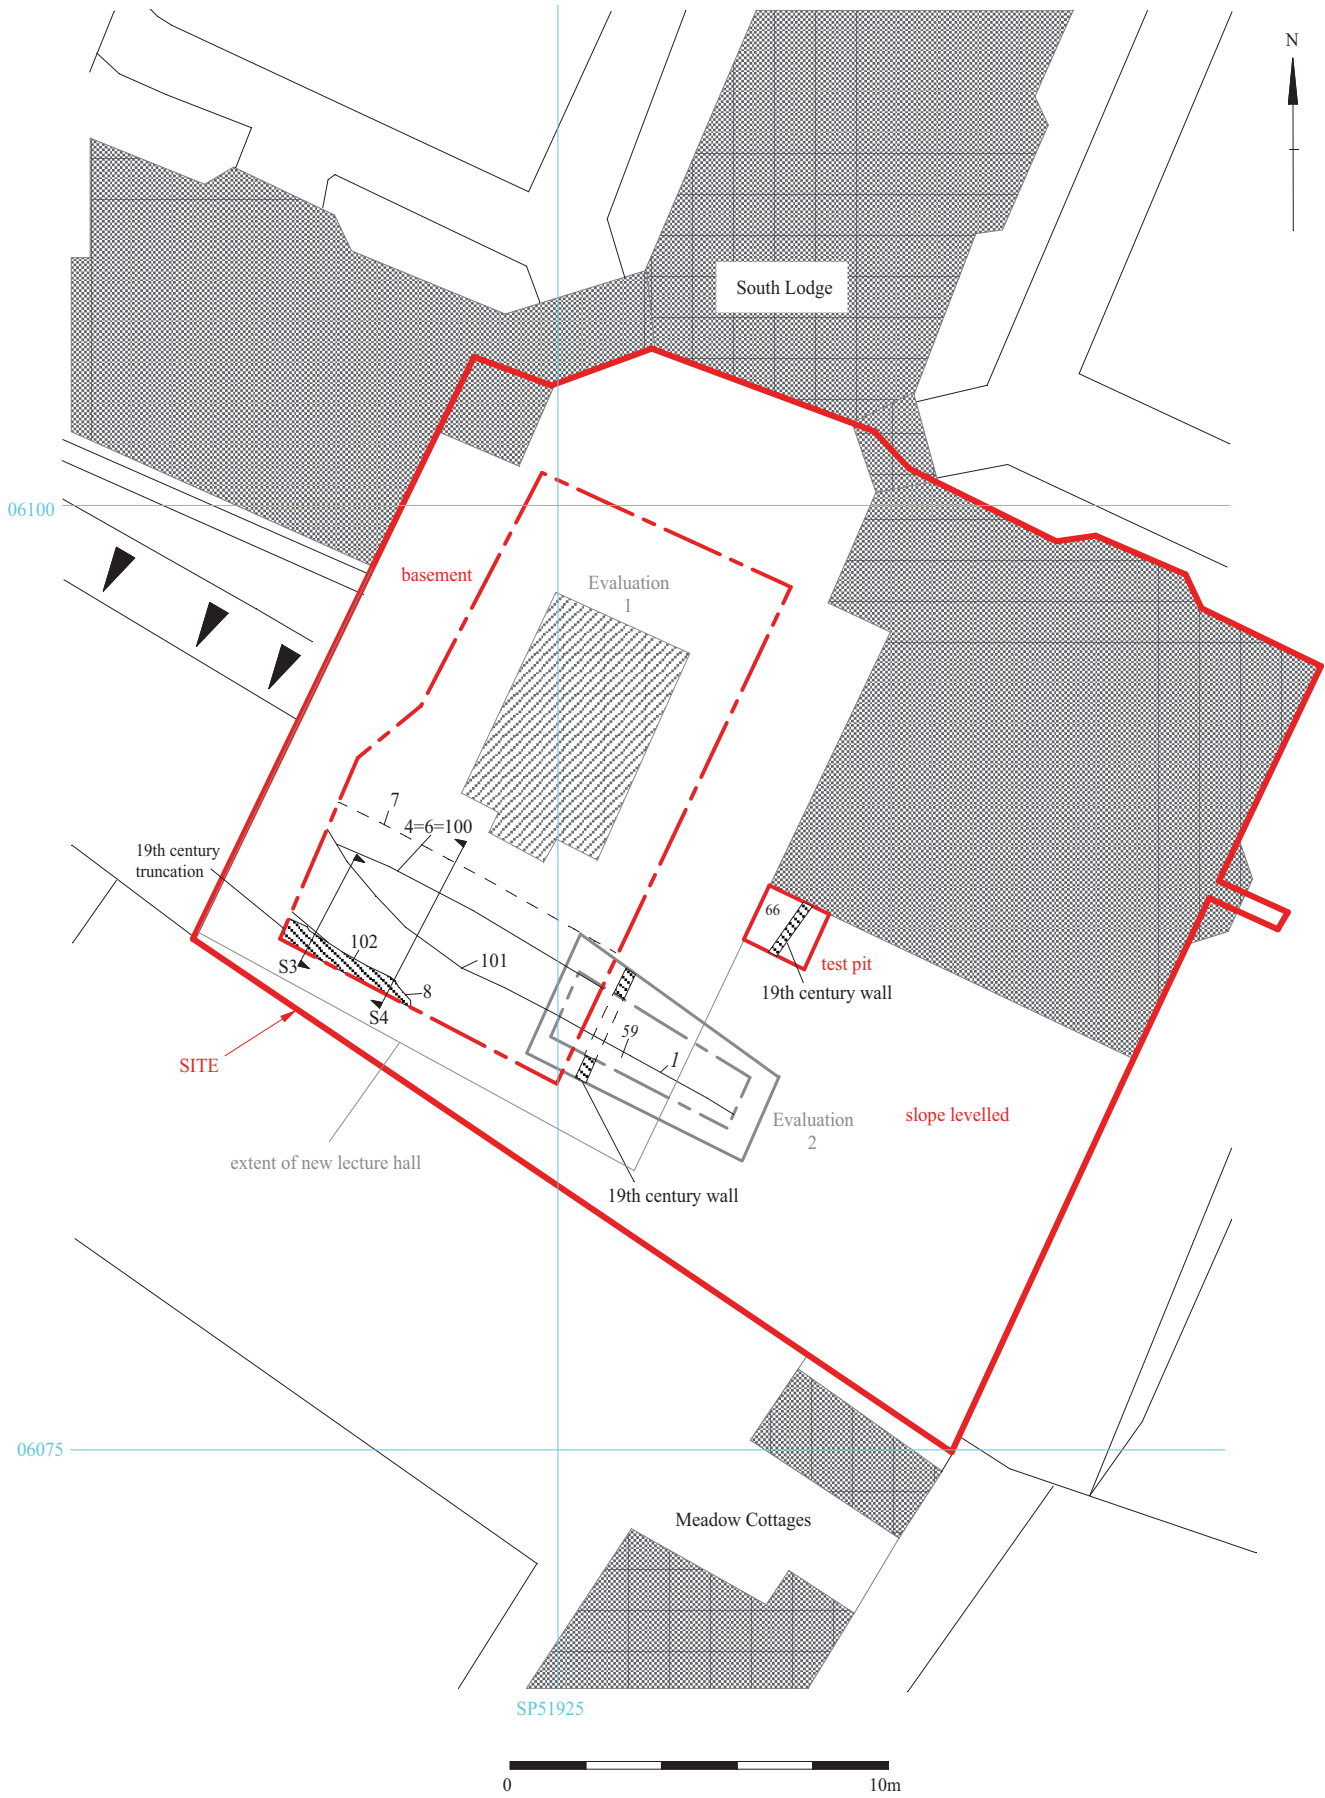 N
South Lodge
06100
basement
Evaluation
1
7
4=6=100
19th century
truncation
66
102
101
test pit
S3
8
19th century wall
S4
59
1
SITE
slope levelled
Evaluation
2
extent of new lecture hall
19th century wall
06075
Meadow Cottages
SP51925
0
10m